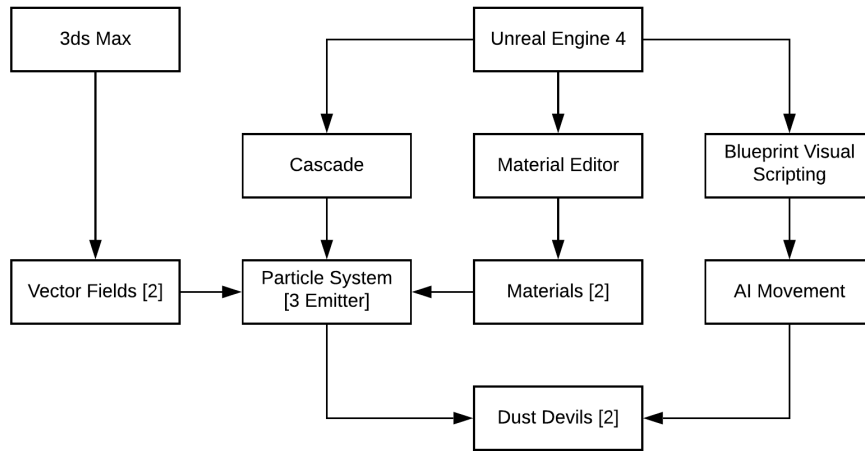 3ds Max
Unreal Engine 4
Cascade
Material Editor
Blueprint Visual
Scripting
Vector Fields [2]
Particle System
[3 Emitter]
Materials [2]
AI Movement
Dust Devils [2]